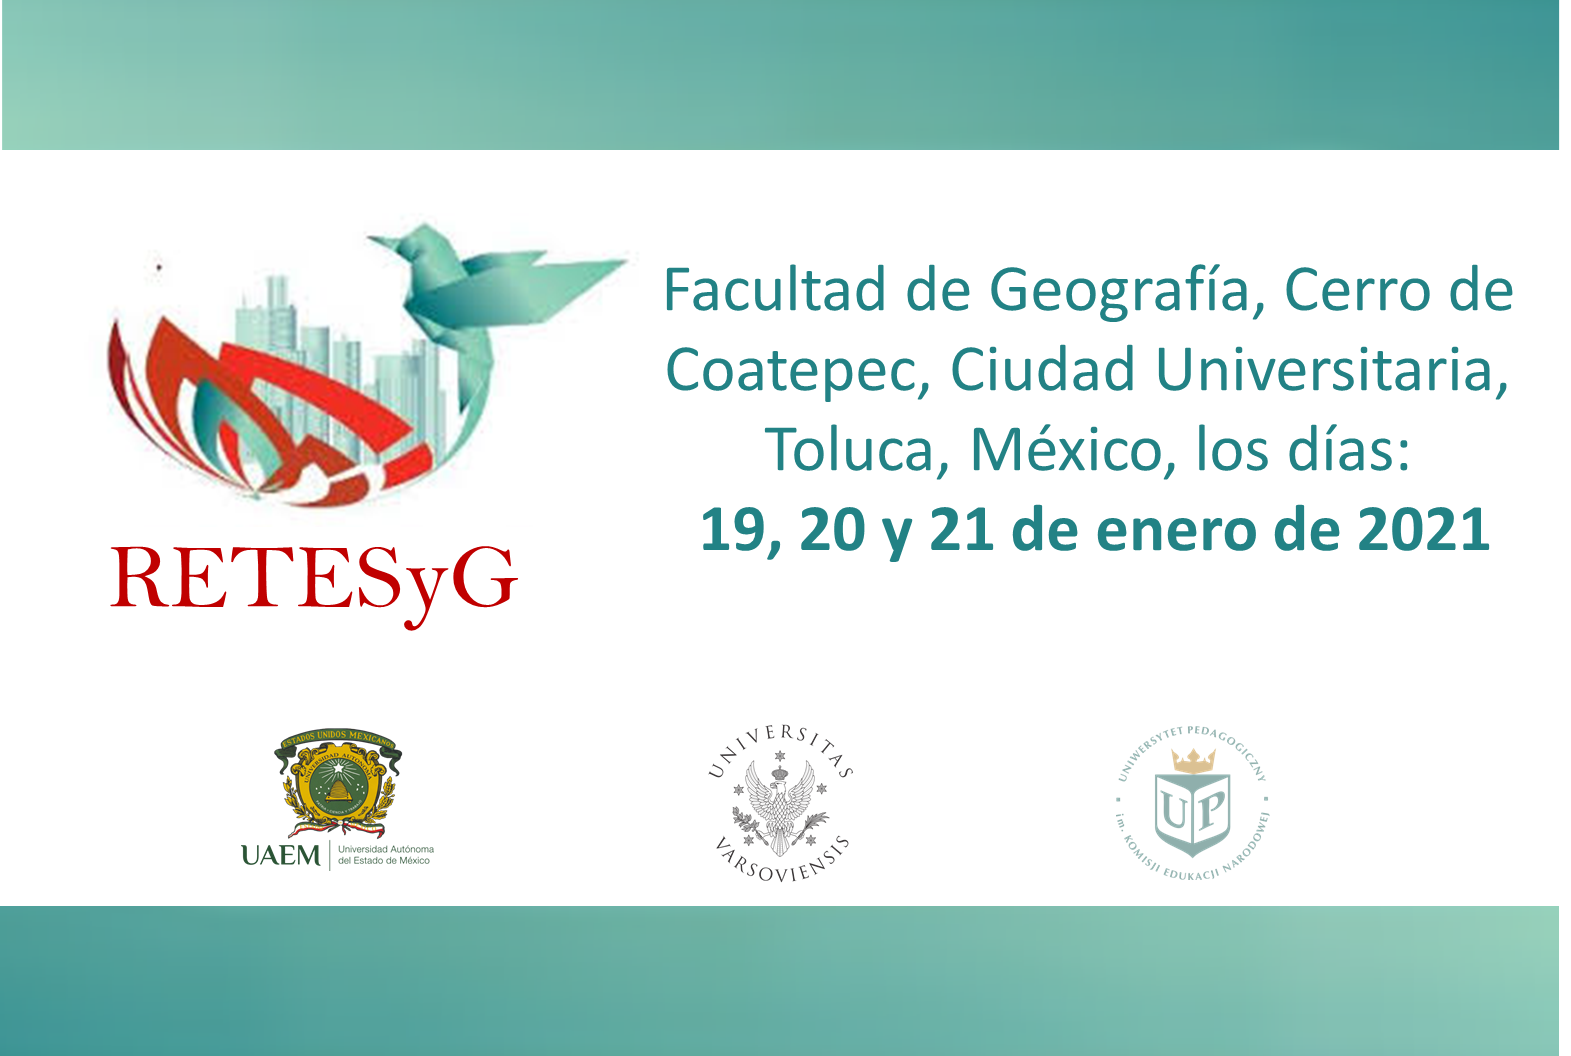 Facultad de Geografía, Cerro de
Coatepec, Ciudad Universitaria,
Toluca, México, los días:
19, 20 y 21 de enero de 2021
RETESyG
ESTADOS UNIDOS MEXICANOS
UNIVERSIDAD AUTÓNOMA
UAEM
Universidad Autónoma
del Estado de México
UNIVERSITAS
VARSOVIENSIS
UNIWERSYTET PEDAGOGICZNY
UP
im. KOMISJI EDUKACJI NARODOWEJ